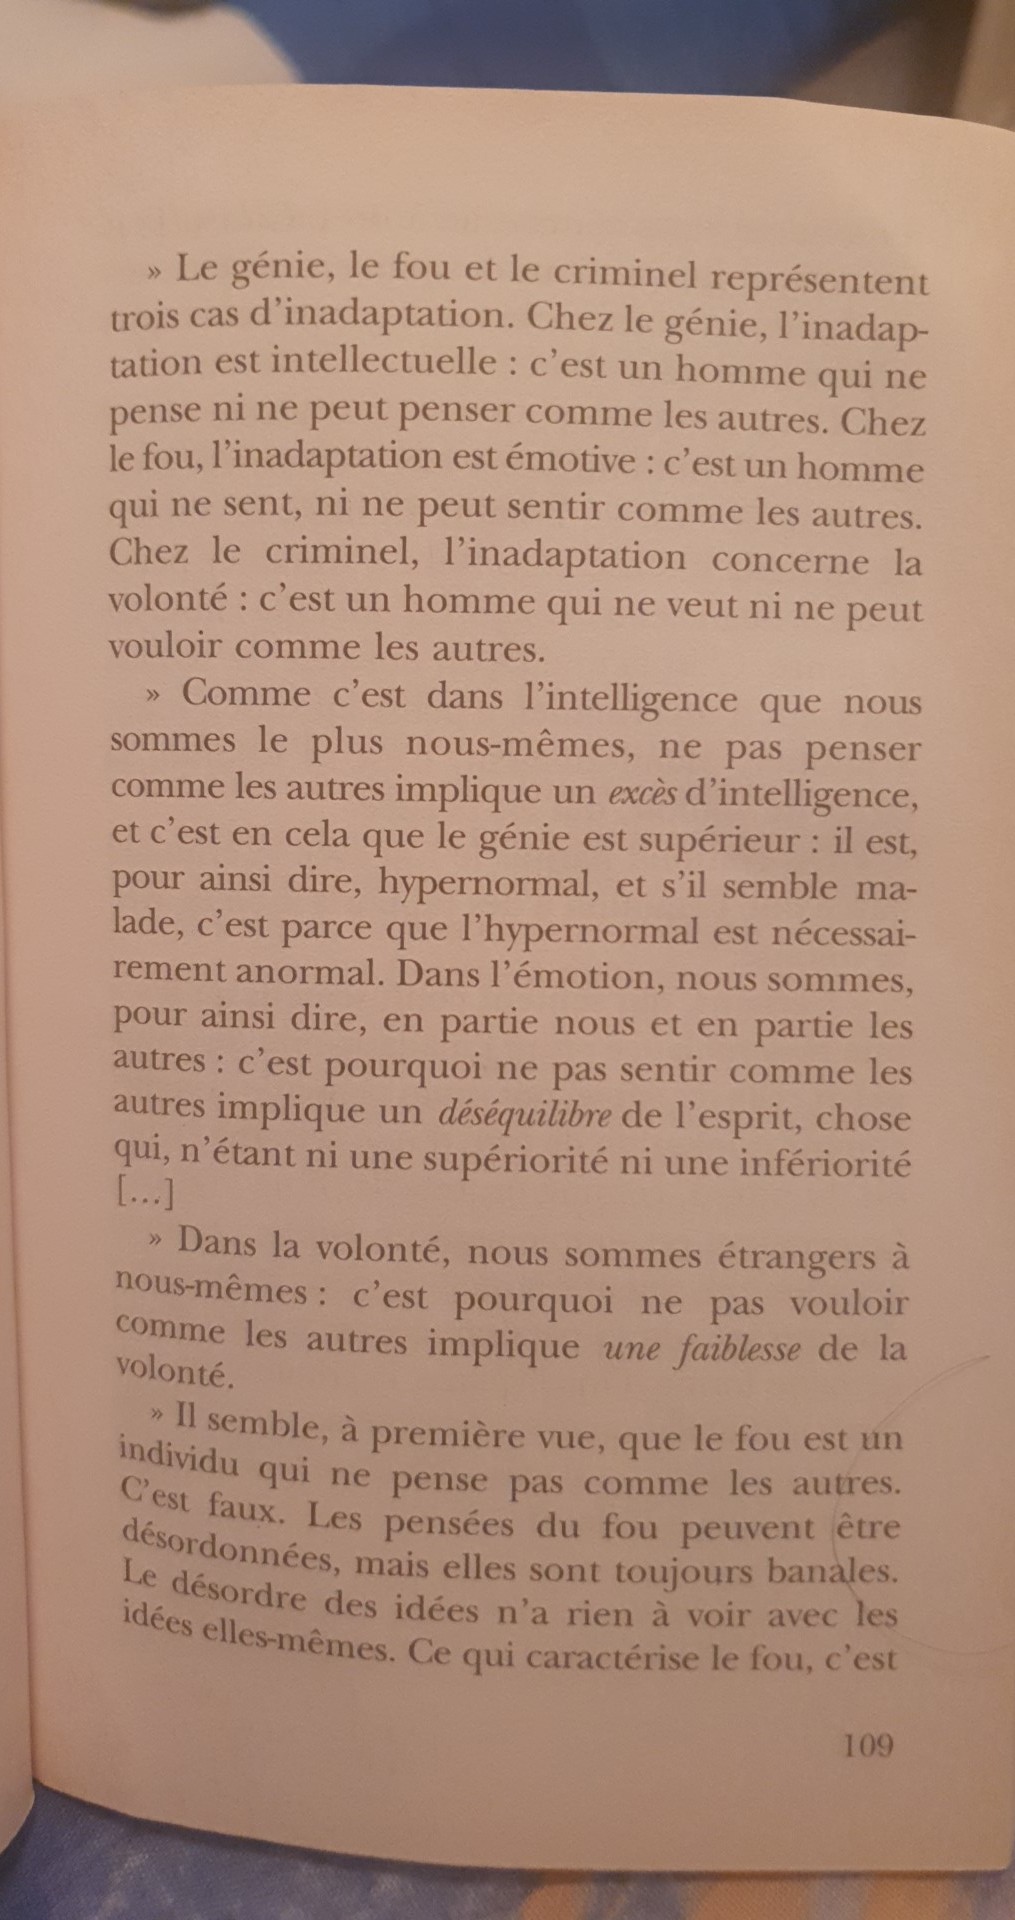 » Le génie, le fou et le criminel représentent
trois cas d'inadaptation. Chez le génie, l'inadap-
tation est intellectuelle : c'est un homme qui ne
pense ni ne peut penser comme les autres. Chez
le fou, l'inadaptation est émotive : c'est un homme
qui ne sent, ni ne peut sentir comme les autres.
Chez le criminel, l'inadaptation concerne la
volonté : c'est un homme qui ne veut ni ne peut
vouloir comme les autres.
» Comme c'est dans l'intelligence que nous
sommes le plus nous-mêmes, ne pas penser
comme les autres implique un excès d'intelligence,
et c'est en cela que le génie est supérieur : il est,
pour ainsi dire, hypernormal, et s'il semble ma-
lade, c'est parce que l'hypernormal est nécessai-
rement anormal. Dans l'émotion, nous sommes,
pour ainsi dire, en partie nous et en partie les
autres : c'est pourquoi ne pas sentir comme les
autres implique un déséquilibre de l'esprit, chose
qui, n'étant ni une supériorité ni une infériorité
[...]
» Dans la volonté, nous sommes étrangers à
nous-mêmes : c'est pourquoi ne pas vouloir
comme les autres implique une faiblesse de la
volonté.
» Il semble, à première vue, que le fou est un
individu qui ne pense pas comme les autres.
C'est faux. Les pensées du fou peuvent être
désordonnées, mais elles sont toujours banales.
Le désordre des idées n'a rien à voir avec les
idées elles-mêmes. Ce qui caractérise le fou, c'est
109